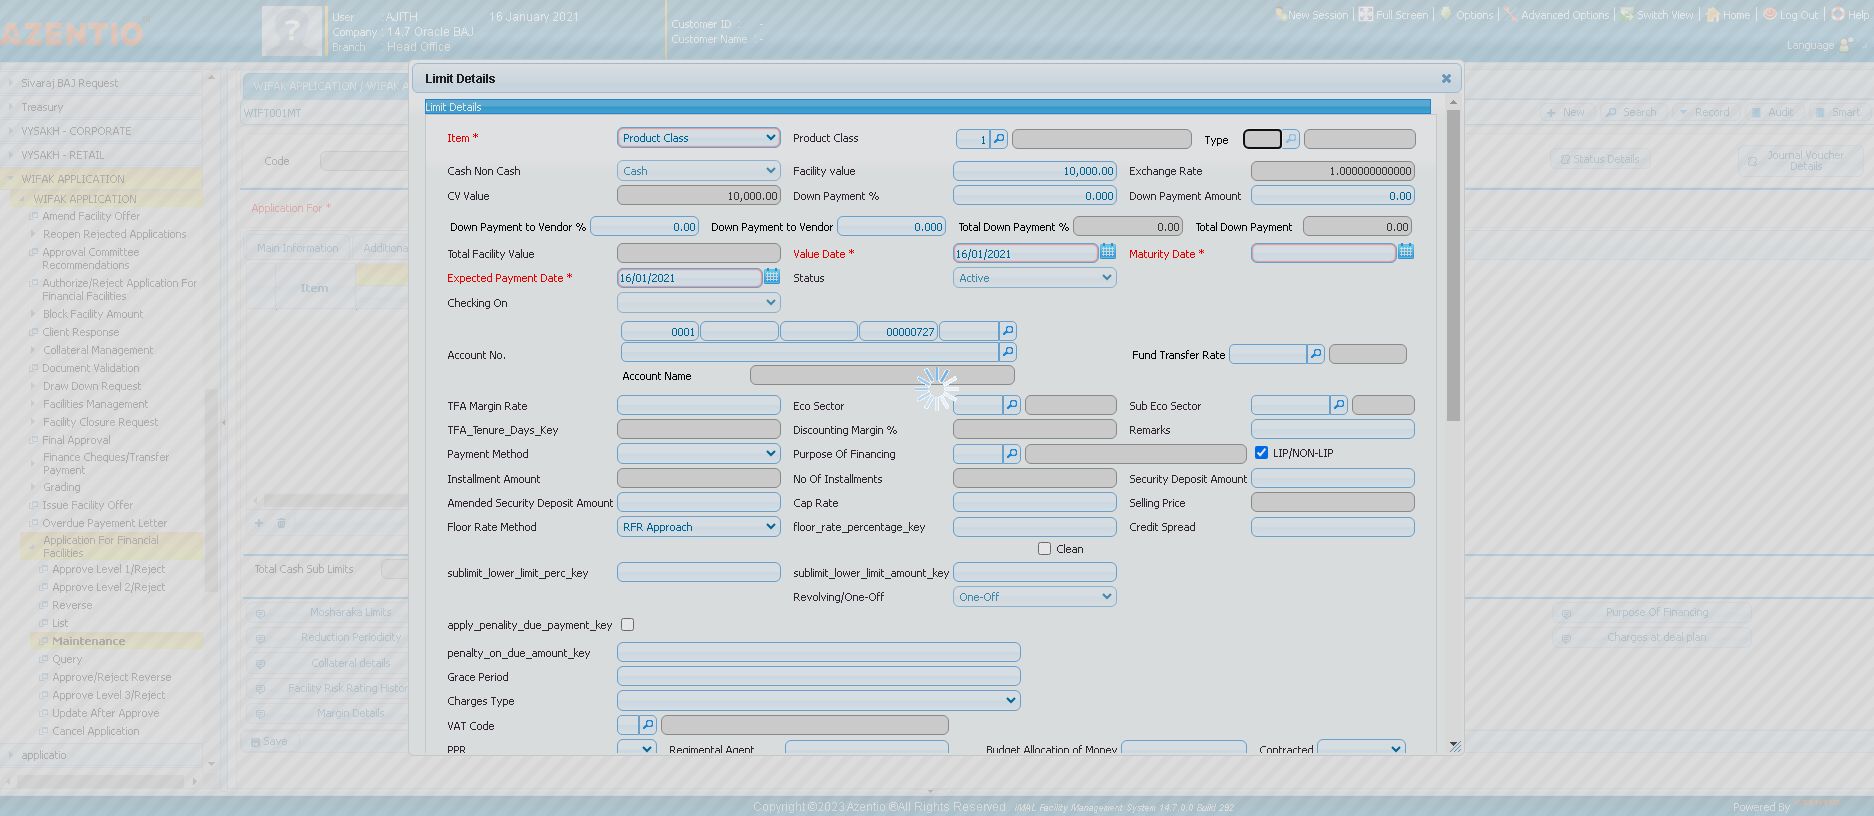 AZENTIO
User AJITH 16 January 2021
Company : 14.7 Oracle BAJ
Branch Head Office
Customer ID -
Customer Name -
New Session | Full Screen | Options | Advanced Options | Switch View | Home | Log Out | Help
Language
Sivaraj BAJ Request
Treasury
VYSAKH - CORPORATE
VYSAKH - RETAIL
WIFAK APPLICATION
WIFAK APPLICATION
Amend Facility Offer
Reopen Rejected Applications
Approval Committee
Recommendations
Authorize/Reject Application For
Financial Facilities
Block Facility Amount
Client Response
Collateral Management
Document Validation
Draw Down Request
Facilities Management
Facility Closure Request
Final Approval
Finance Cheques/Transfer
Payment
Grading
Issue Facility Offer
Overdue Payment Letter
Application For Financial
Facilities
Approve Level 1/Reject
Approve Level 2/Reject
Reverse
List
Maintenance
Query
Approve/Reject Reverse
Approve Level 3/Reject
Update After Approve
Cancel Application
applicatio
WIFAK APPLICATION / WIFAK A
WIFT001MT
New Search Record Audit Smart
Code
Status Details
Journal Voucher
Details
Application For *
Main Information Additiona
Item
Total Cash Sub Limits
Mosharaka Limits
Reduction Periodicity
Collateral details
Facility Risk Rating Histor
Margin Details
Save
Purpose Of Financing
Charges at deal plan
Limit Details
Limit Details
Item * Product Class Product Class 1 Type
Cash Non Cash Cash Facility value 10,000.00 Exchange Rate 1.000000000000
CV Value 10,000.00 Down Payment % 0.000 Down Payment Amount 0.00
Down Payment to Vendor % 0.00 Down Payment to Vendor 0.000 Total Down Payment % 0.00 Total Down Payment 0.00
Total Facility Value Value Date * 16/01/2021 Maturity Date *
Expected Payment Date * 16/01/2021 Status Active
Checking On
0001 00000727
Account No. Fund Transfer Rate
Account Name
TFA Margin Rate Eco Sector Sub Eco Sector
TFA_Tenure_Days_Key Discounting Margin % Remarks
Payment Method Purpose Of Financing LIP/NON-LIP
Installment Amount No Of Installments Security Deposit Amount
Amended Security Deposit Amount Cap Rate Selling Price
Floor Rate Method RFR Approach floor_rate_percentage_key Credit Spread
Clean
sublimit_lower_limit_perc_key sublimit_lower_limit_amount_key
Revolving/One-Off One-Off
apply_penality_due_payment_key
penalty_on_due_amount_key
Grace Period
Charges Type
VAT Code
PPR Regimental Agent Budget Allocation of Money Contracted
Copyright ©2023 Azentio ®All Rights Reserved iMAL Facility Management System 14.7.0.0 Build 292
Powered By